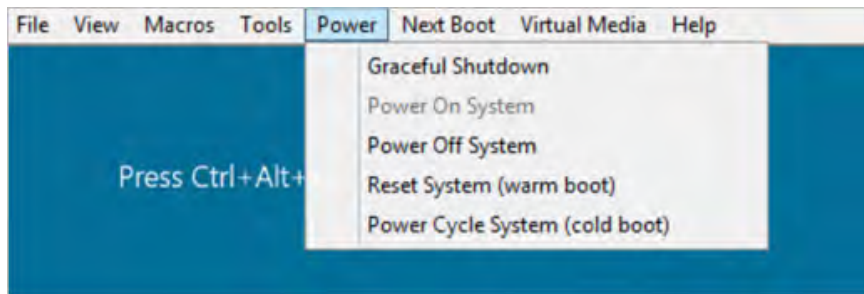 File View Macros Tools Power Next Boot Virtual Media Help
Graceful Shutdown
Power On System
Power Off System
Press Ctrl+Alt+
Reset System (warm boot)
Power Cycle System (cold boot)